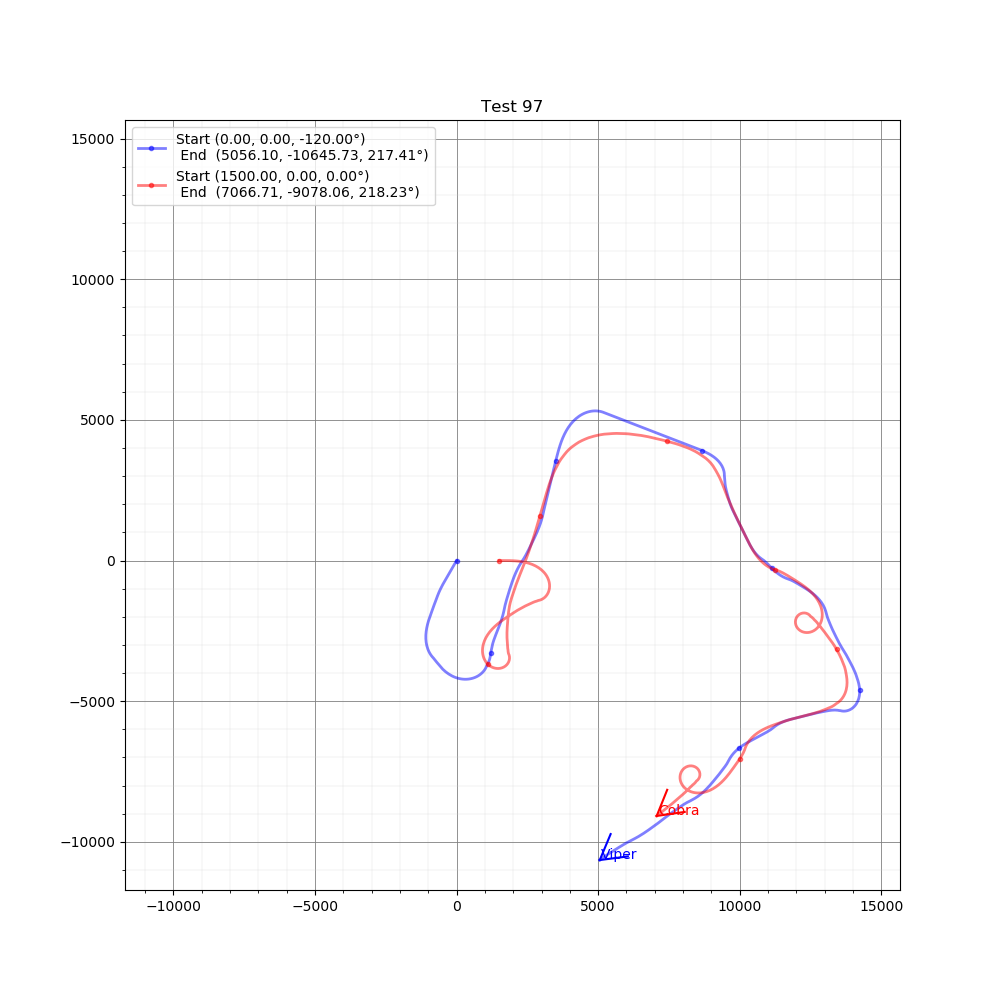 Test 97
Start (0.00, 0.00, -120.00°)
End (5056.10, -10645.73, 217.41°)
Start (1500.00, 0.00, 0.00°)
End (7066.71, -9078.06, 218.23°)
15000
10000
5000
0
−5000
−10000
Cobra
Viper
−10000
−5000
0
5000
10000
15000